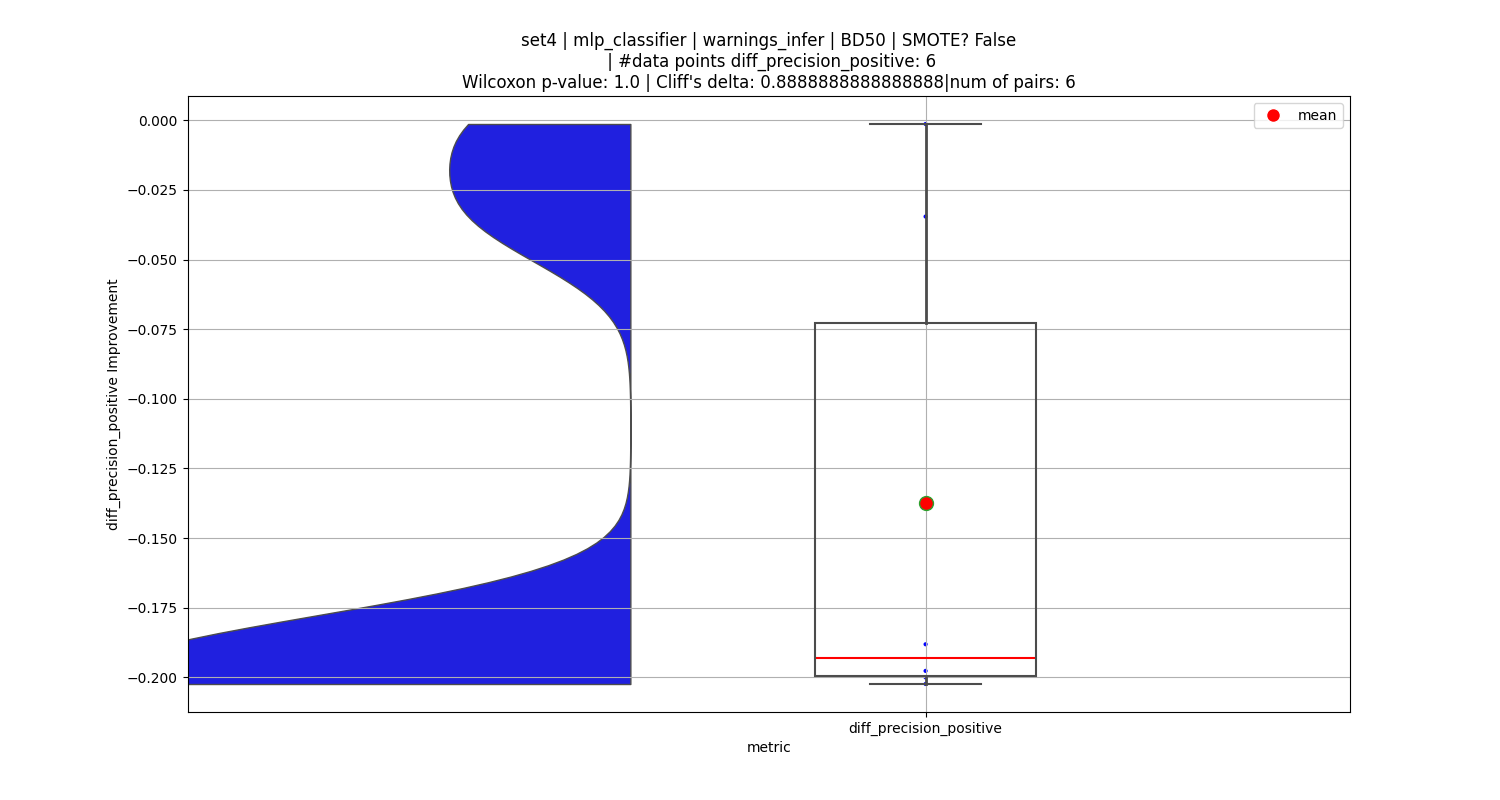 set4 | mlp_classifier | warnings_infer | BD50 | SMOTE? False
| #data points diff_precision_positive: 6
Wilcoxon p-value: 1.0 | Cliff's delta: 0.8888888888888888|num of pairs: 6
mean
0.000
−0.025
−0.050
−0.075
−0.100
−0.125
−0.150
−0.175
−0.200
diff_precision_positive Improvement
diff_precision_positive
metric